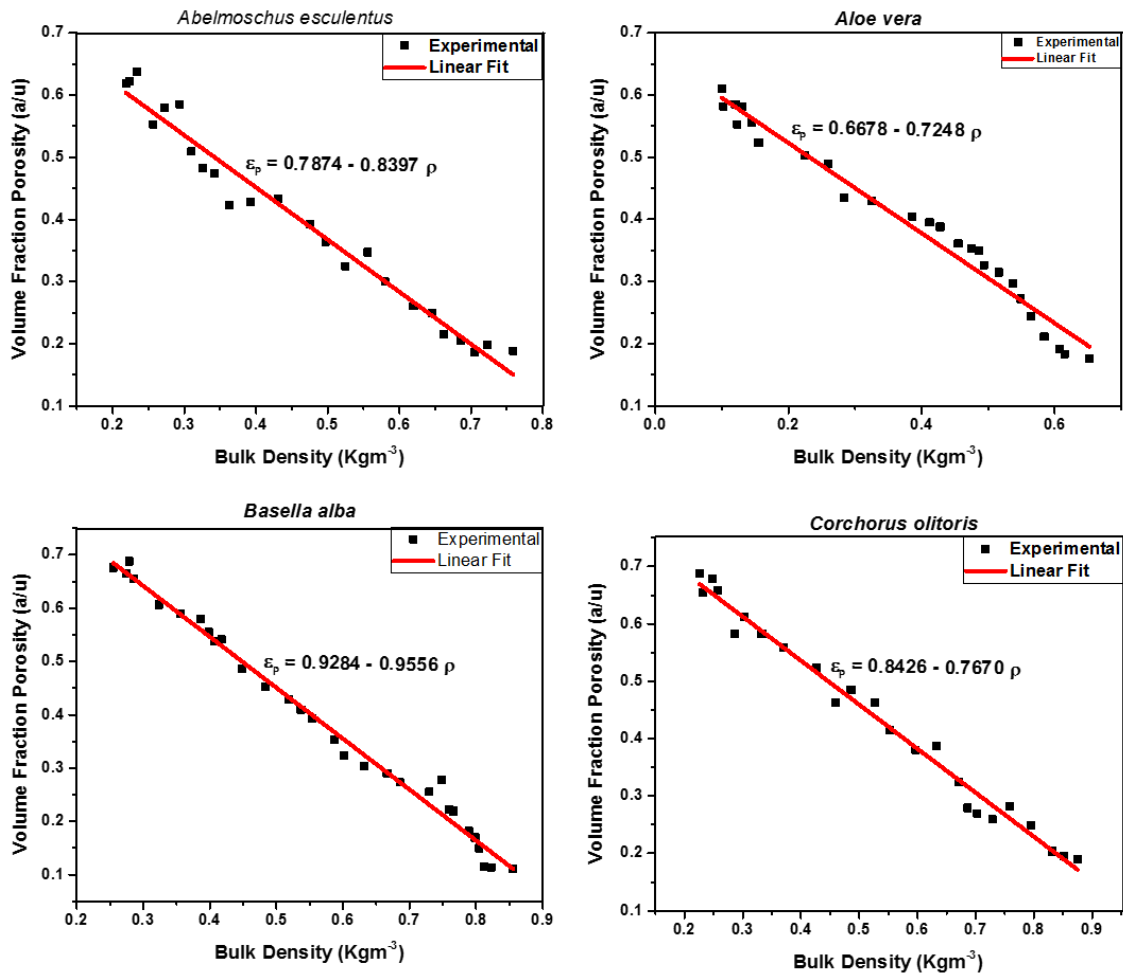 Abelmoschus esculentus
Experimental
Linear Fit
εp = 0.7874 - 0.8397 ρ
Volume Fraction Porosity (a/u)
0.7
0.6
0.5
0.4
0.3
0.2
0.1
0.2 0.3 0.4 0.5 0.6 0.7 0.8
Bulk Density (Kgm-3)
Aloe vera
Experimental
Linear Fit
εp = 0.6678 - 0.7248 ρ
Volume Fraction Porosity (a/u)
0.7
0.6
0.5
0.4
0.3
0.2
0.1
0.0 0.2 0.4 0.6
Bulk Density (Kgm-3)
Basella alba
Experimental
Linear Fit
εp = 0.9284 - 0.9556 ρ
Volume Fraction Porosity (a/u)
0.7
0.6
0.5
0.4
0.3
0.2
0.1
0.2 0.3 0.4 0.5 0.6 0.7 0.8 0.9
Bulk Density (Kgm-3)
Corchorus olitoris
Experimental
Linear Fit
εp = 0.8426 - 0.7670 ρ
Volume Fraction Porosity (a/u)
0.7
0.6
0.5
0.4
0.3
0.2
0.1
0.2 0.3 0.4 0.5 0.6 0.7 0.8 0.9
Bulk Density (Kgm-3)